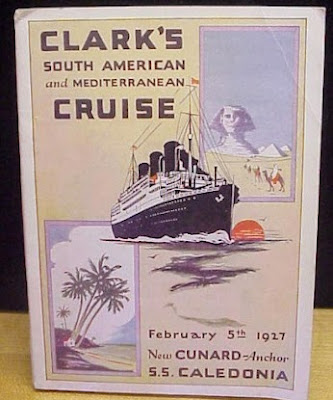 CLARK'S
SOUTH AMERICAN
and MEDITERRANEAN
CRUISE
February 5th 1927
New CUNARD-Anchor
S.S. CALEDONIA